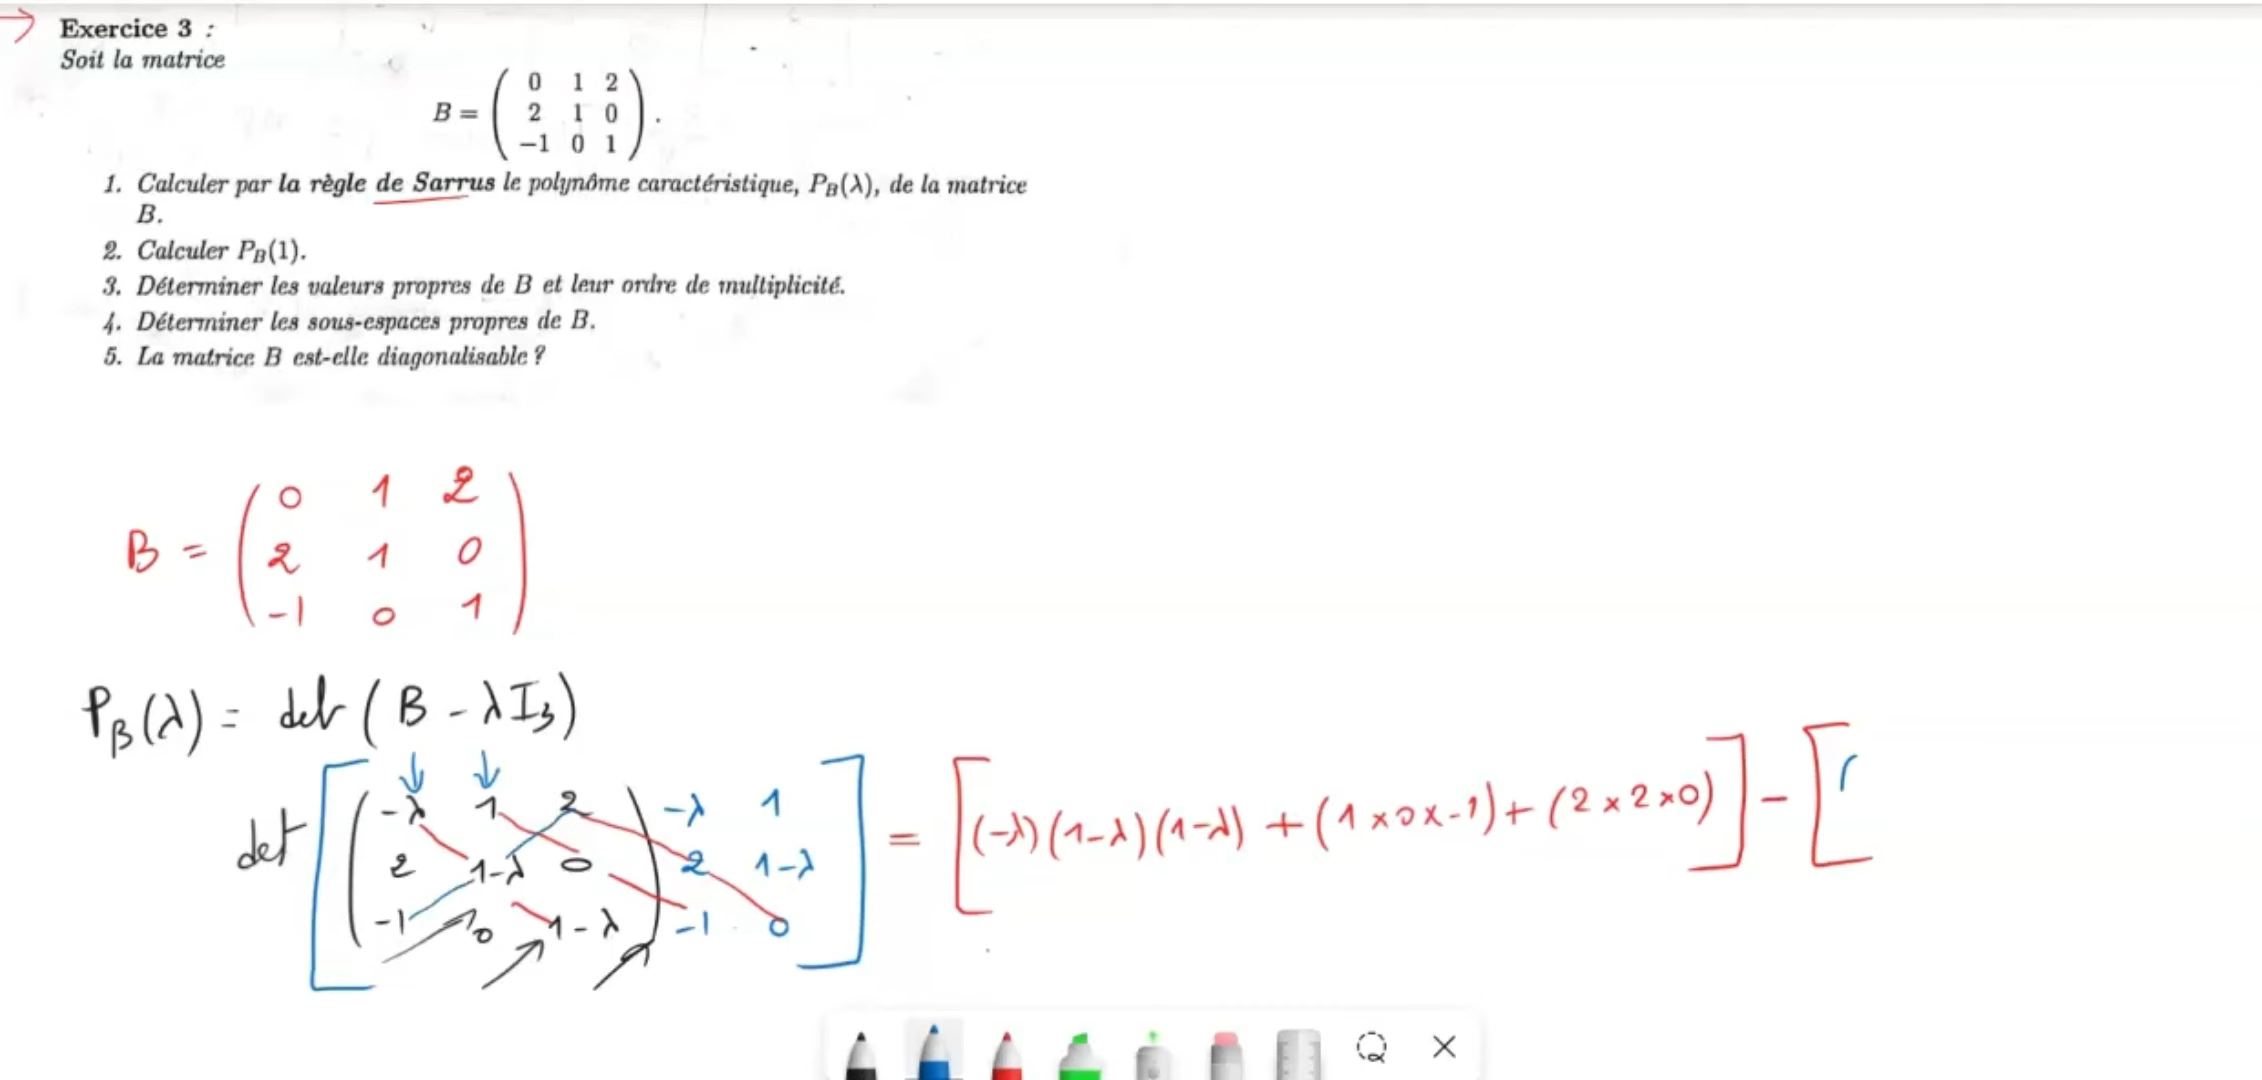 Exercice 3 :
Soit la matrice
B = ( 0 1 2
2 1 0
-1 0 1 ) .
1. Calculer par la règle de Sarrus le polynôme caractéristique, P_B(λ), de la matrice
B.
2. Calculer P_B(1).
3. Déterminer les valeurs propres de B et leur ordre de multiplicité.
4. Déterminer les sous-espaces propres de B.
5. La matrice B est-elle diagonalisable ?
B = ( 0 1 2
2 1 0
-1 0 1 )
P_B(λ) = det ( B - λI_3)
det [ ( -λ 1 2 ) -λ 1 ] = [ (-λ)(1-λ)(1-λ) + (1×0×-1) + (2×2×0) ] - [ (
2 1-λ 0 2 1-λ
-1 0 1-λ -1 0